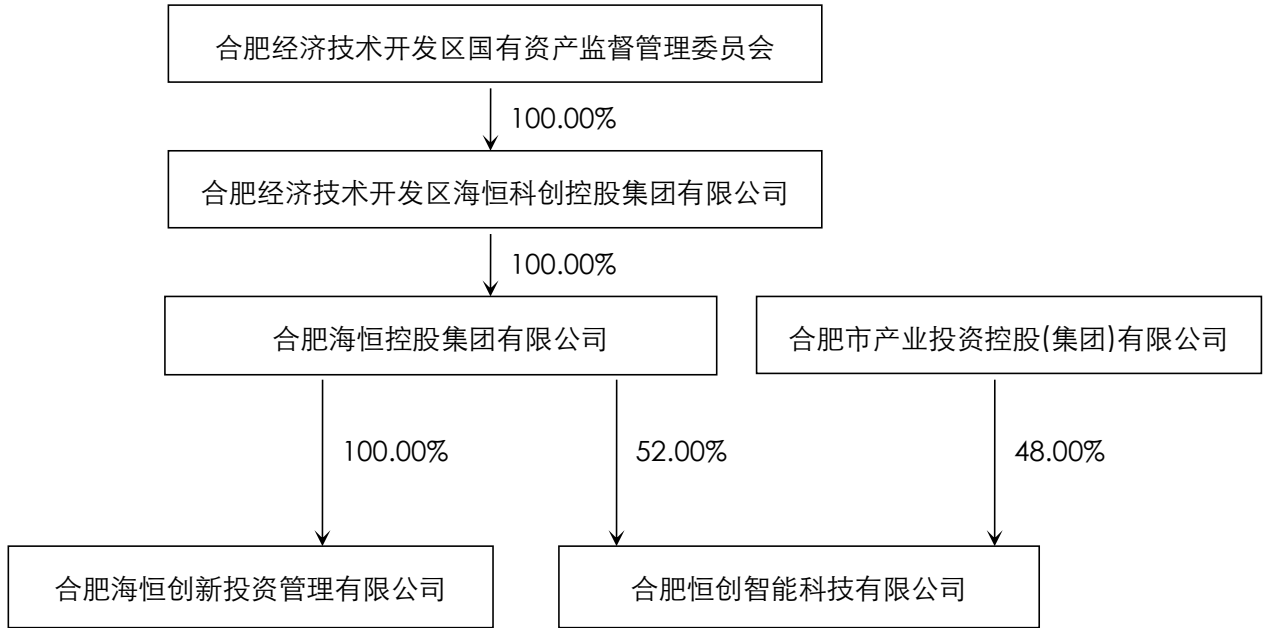 合肥经济技术开发区国有资产监督管理委员会
100.00%
合肥经济技术开发区海恒科创控股集团有限公司
100.00%
合肥海恒控股集团有限公司
合肥市产业投资控股(集团)有限公司
100.00%
52.00%
48.00%
合肥海恒创新投资管理有限公司
合肥恒创智能科技有限公司